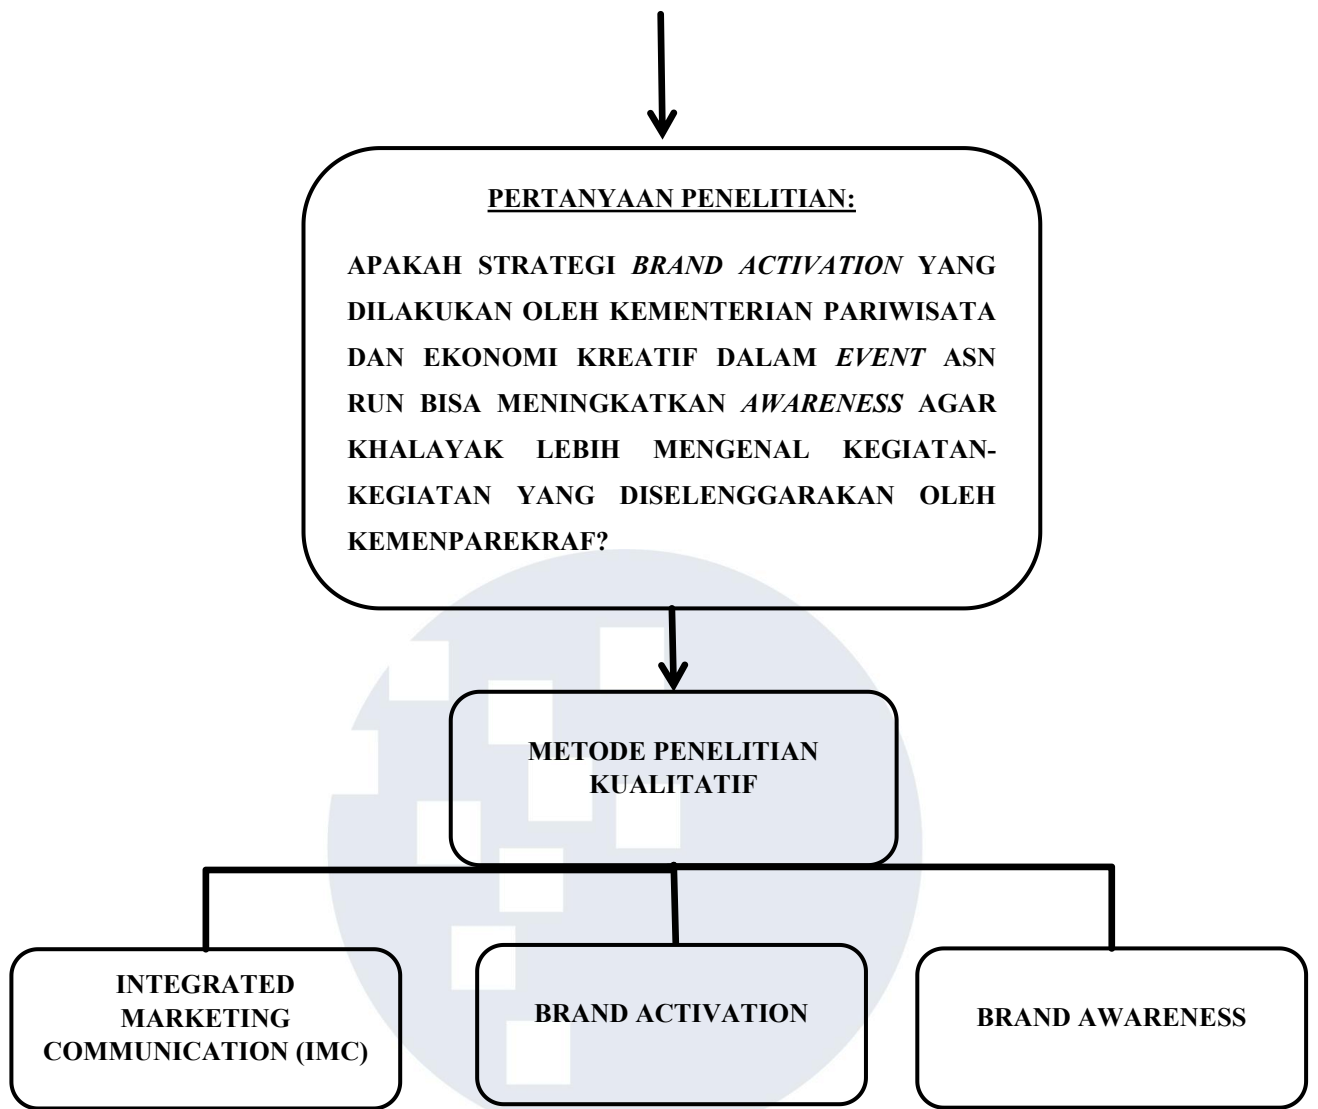 PERTANYAAN PENELITIAN:
APAKAH STRATEGI BRAND ACTIVATION YANG
DILAKUKAN OLEH KEMENTERIAN PARIWISATA
DAN EKONOMI KREATIF DALAM EVENT ASN
RUN BISA MENINGKATKAN AWARENESS AGAR
KHALAYAK LEBIH MENGENAL KEGIATAN-
KEGIATAN YANG DISELENGGARAKAN OLEH
KEMENPAREKRAF?
METODE PENELITIAN
KUALITATIF
INTEGRATED
MARKETING
COMMUNICATION (IMC)
BRAND ACTIVATION
BRAND AWARENESS